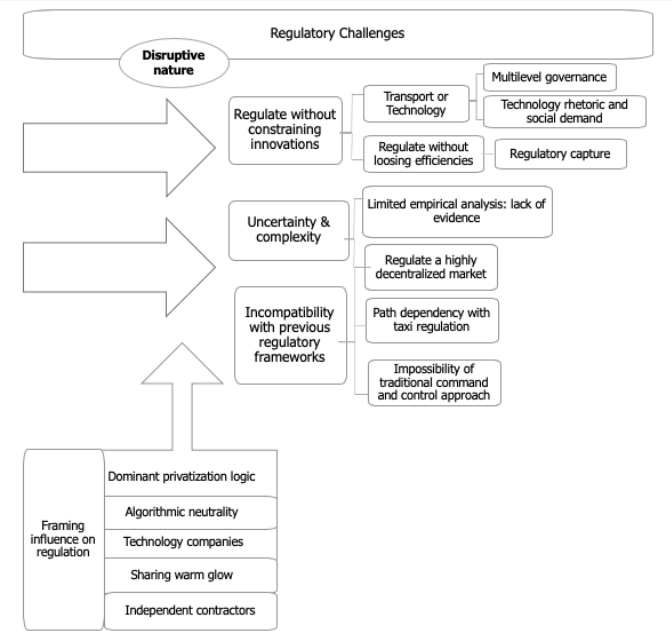 Regulatory Challenges
Disruptive
nature
Regulate without
constraining
innovations
Transport or
Technology
Multilevel governance
Technology rhetoric and
social demand
Regulate without
loosing efficiencies
Regulatory capture
Uncertainty &
complexity
Limited empirical analysis: lack of
evidence
Regulate a highly
decentralized market
Incompatibility
with previous
regulatory
frameworks
Path dependency with
taxi regulation
Impossibility of
traditional command
and control approach
Framing
influence on
regulation
Dominant privatization logic
Algorithmic neutrality
Technology companies
Sharing warm glow
Independent contractors